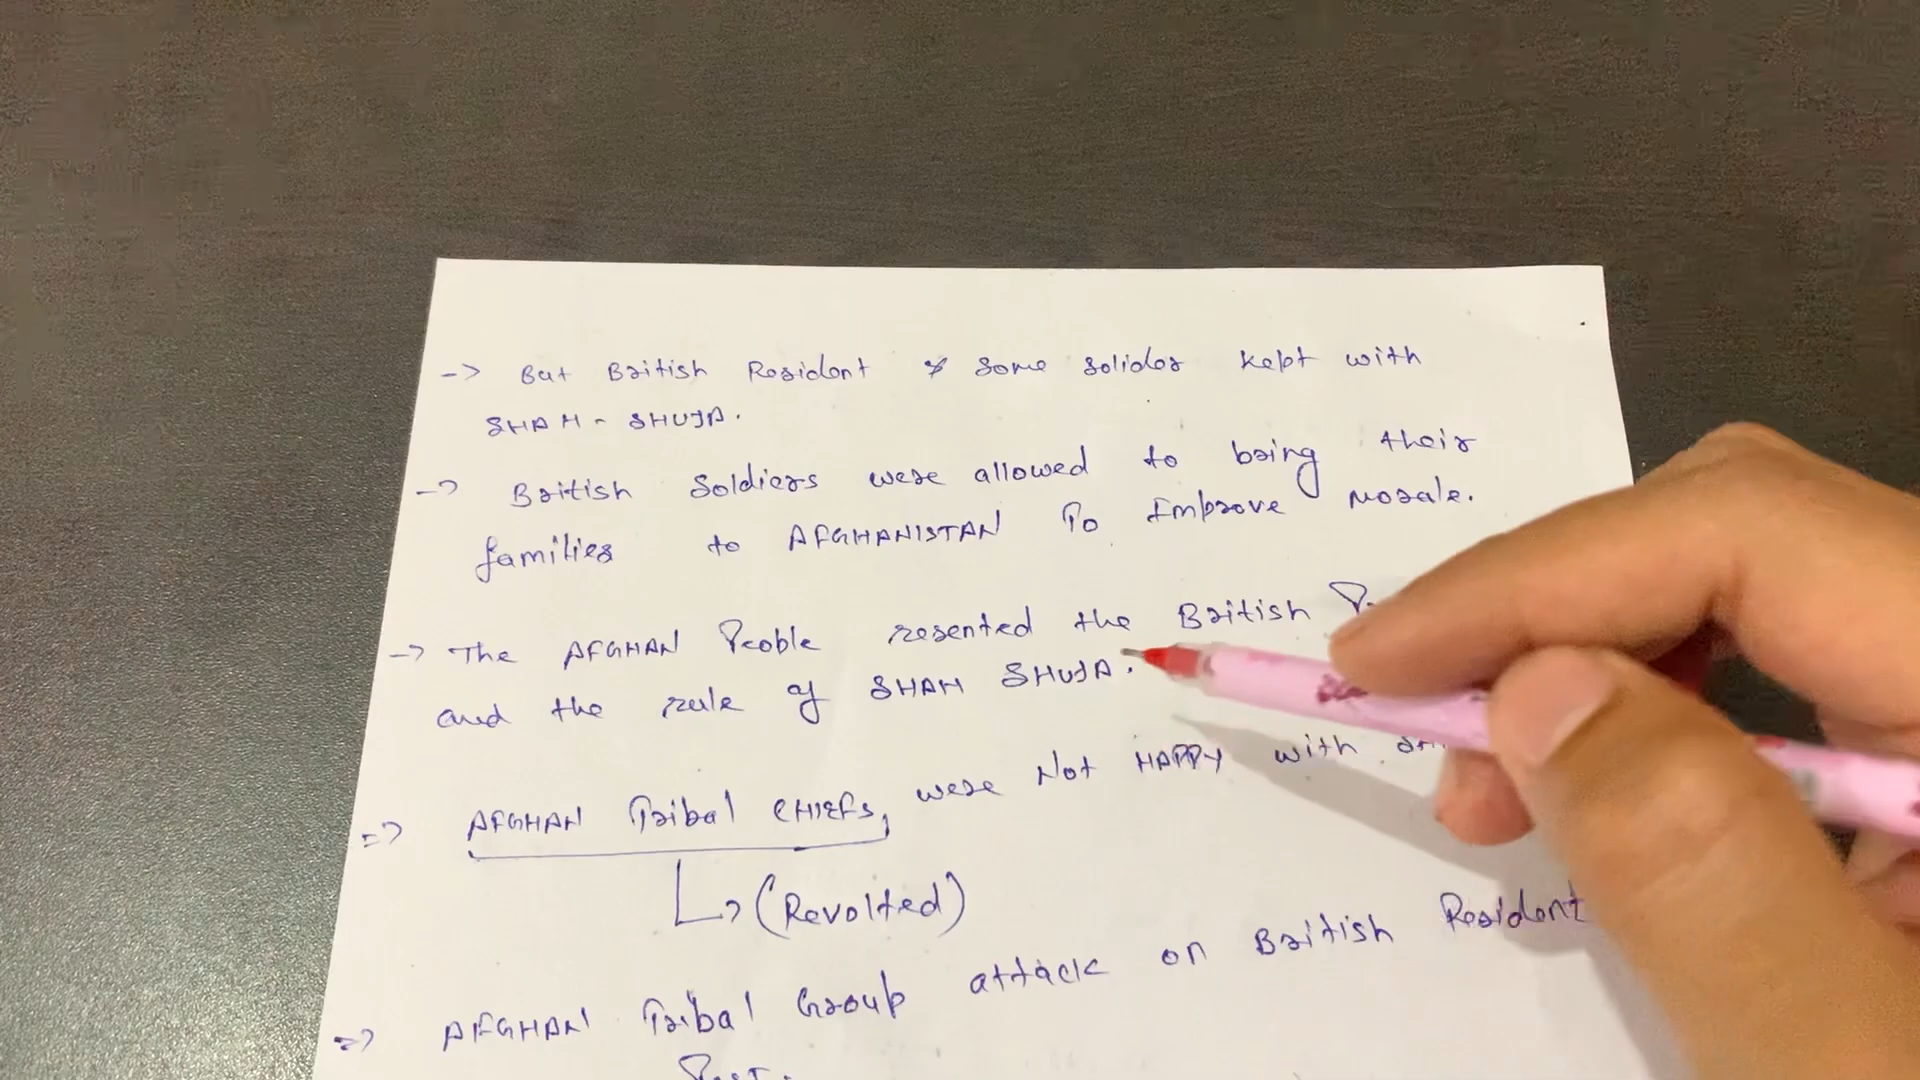 -> But British Resident & some solider kept with
SHAH - SHUJA.
-> British Soldiers were allowed to bring their
families to AFGHANISTAN To Improve morale.
-> The AFGHAN People resented the British
and the rule of SHAH SHUJA.
=> AFGHAN Tribal CHIEFS, were Not HAPPY with
↳ (Revolted)
=> AFGHAN Tribal Group attack on British Resident